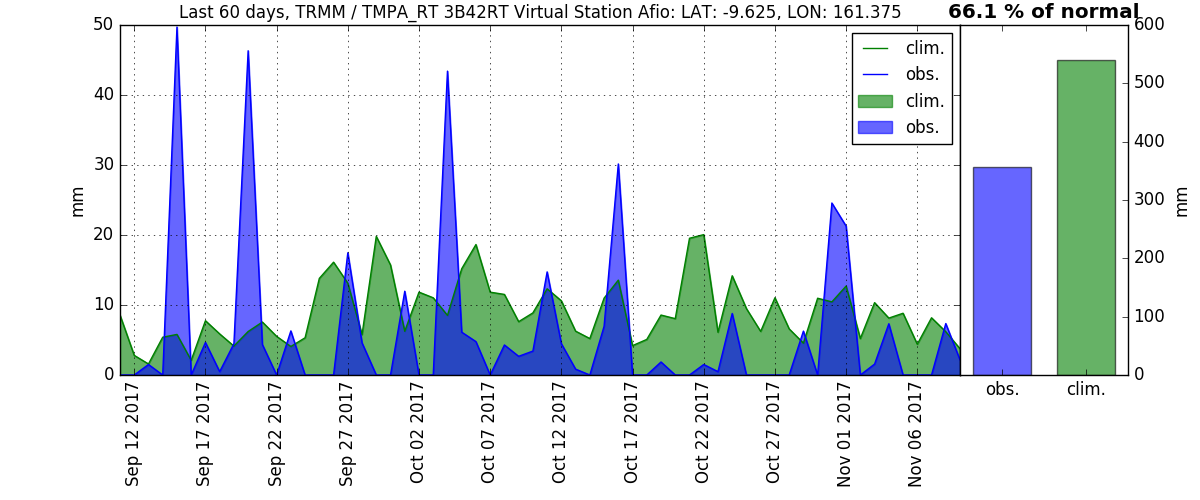 Last 60 days, TRMM / TMPA_RT 3B42RT Virtual Station Afio: LAT: -9.625, LON: 161.375
66.1 % of normal
50
40
30
20
10
0
mm
clim.
obs.
clim.
obs.
600
500
400
300
200
100
0
mm
Sep 12 2017
Sep 17 2017
Sep 22 2017
Sep 27 2017
Oct 02 2017
Oct 07 2017
Oct 12 2017
Oct 17 2017
Oct 22 2017
Oct 27 2017
Nov 01 2017
Nov 06 2017
obs.
clim.